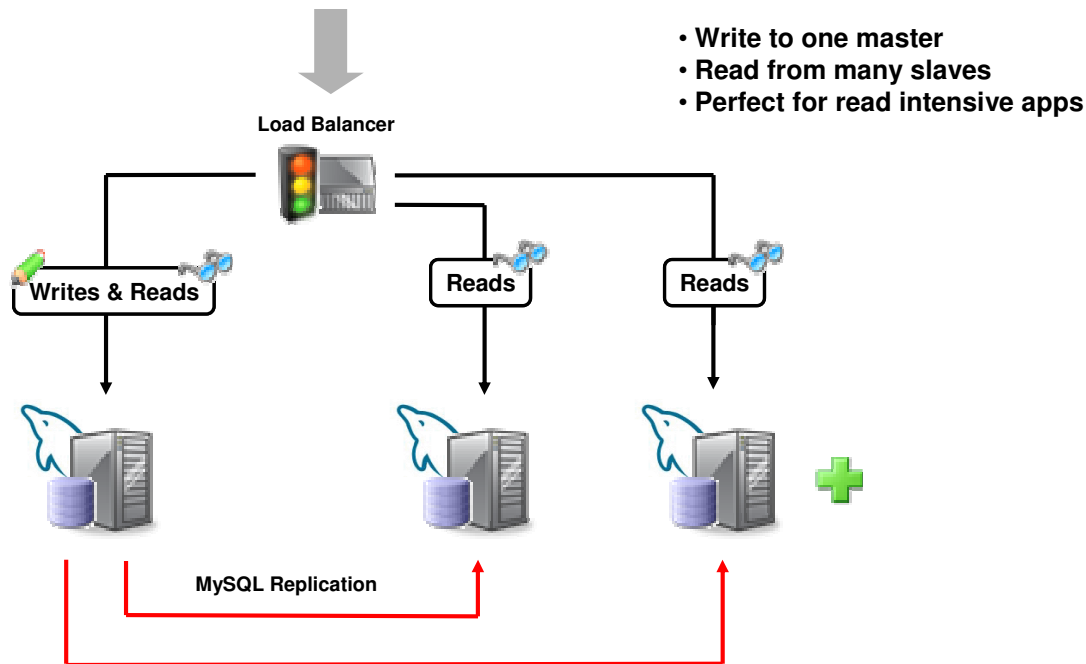 • Write to one master
• Read from many slaves
• Perfect for read intensive apps
Load Balancer
Writes & Reads
Reads
Reads
MySQL Replication